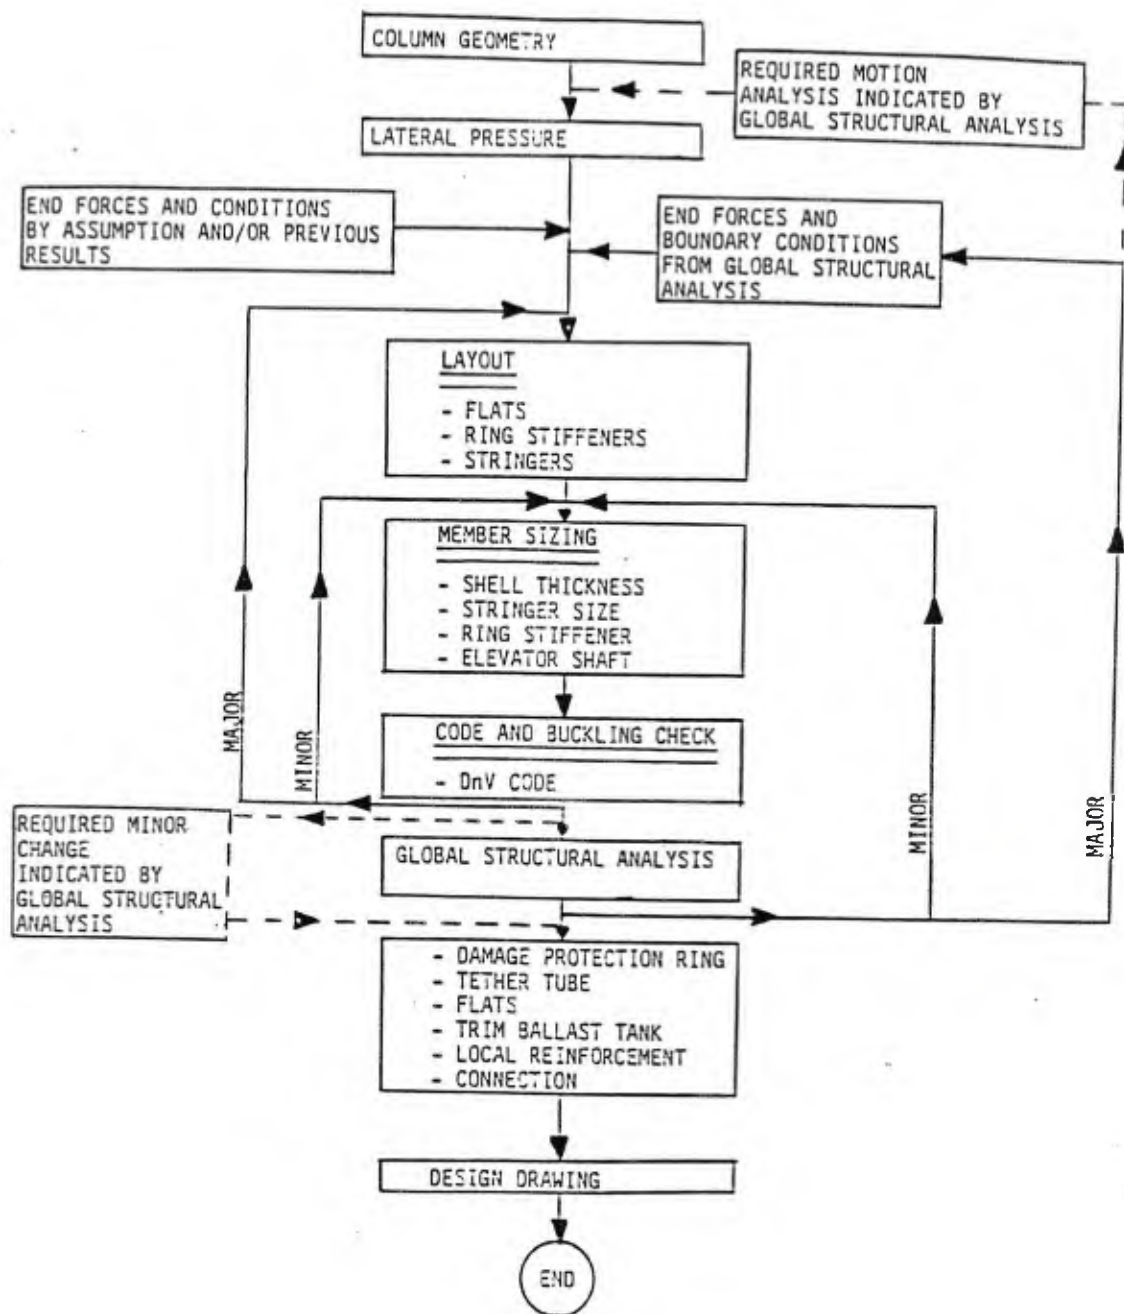 COLUMN GEOMETRY
REQUIRED MOTION
ANALYSIS INDICATED BY
GLOBAL STRUCTURAL ANALYSIS
LATERAL PRESSURE
END FORCES AND CONDITIONS
BY ASSUMPTION AND/OR PREVIOUS
RESULTS
END FORCES AND
BOUNDARY CONDITIONS
FROM GLOBAL STRUCTURAL
ANALYSIS
LAYOUT
- FLATS
- RING STIFFENERS
- STRINGERS
MEMBER SIZING
- SHELL THICKNESS
- STRINGER SIZE
- RING STIFFENER
- ELEVATOR SHAFT
MAJOR
MINOR
CODE AND BUCKLING CHECK
- DnV CODE
MINOR
MAJOR
REQUIRED MINOR
CHANGE
INDICATED BY
GLOBAL STRUCTURAL
ANALYSIS
GLOBAL STRUCTURAL ANALYSIS
- DAMAGE PROTECTION RING
- TETHER TUBE
- FLATS
- TRIM BALLAST TANK
- LOCAL REINFORCEMENT
- CONNECTION
DESIGN DRAWING
END